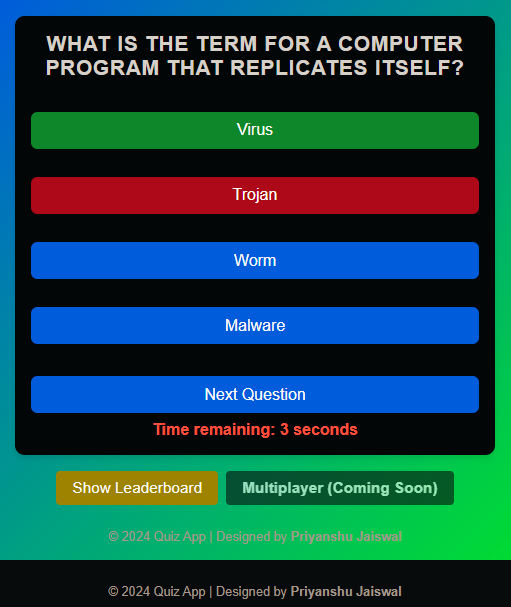 WHAT IS THE TERM FOR A COMPUTER
PROGRAM THAT REPLICATES ITSELF?
Virus
Trojan
Worm
Malware
Next Question
Time remaining: 3 seconds
Show Leaderboard
Multiplayer (Coming Soon)
© 2024 Quiz App | Designed by Priyanshu Jaiswal
© 2024 Quiz App | Designed by Priyanshu Jaiswal